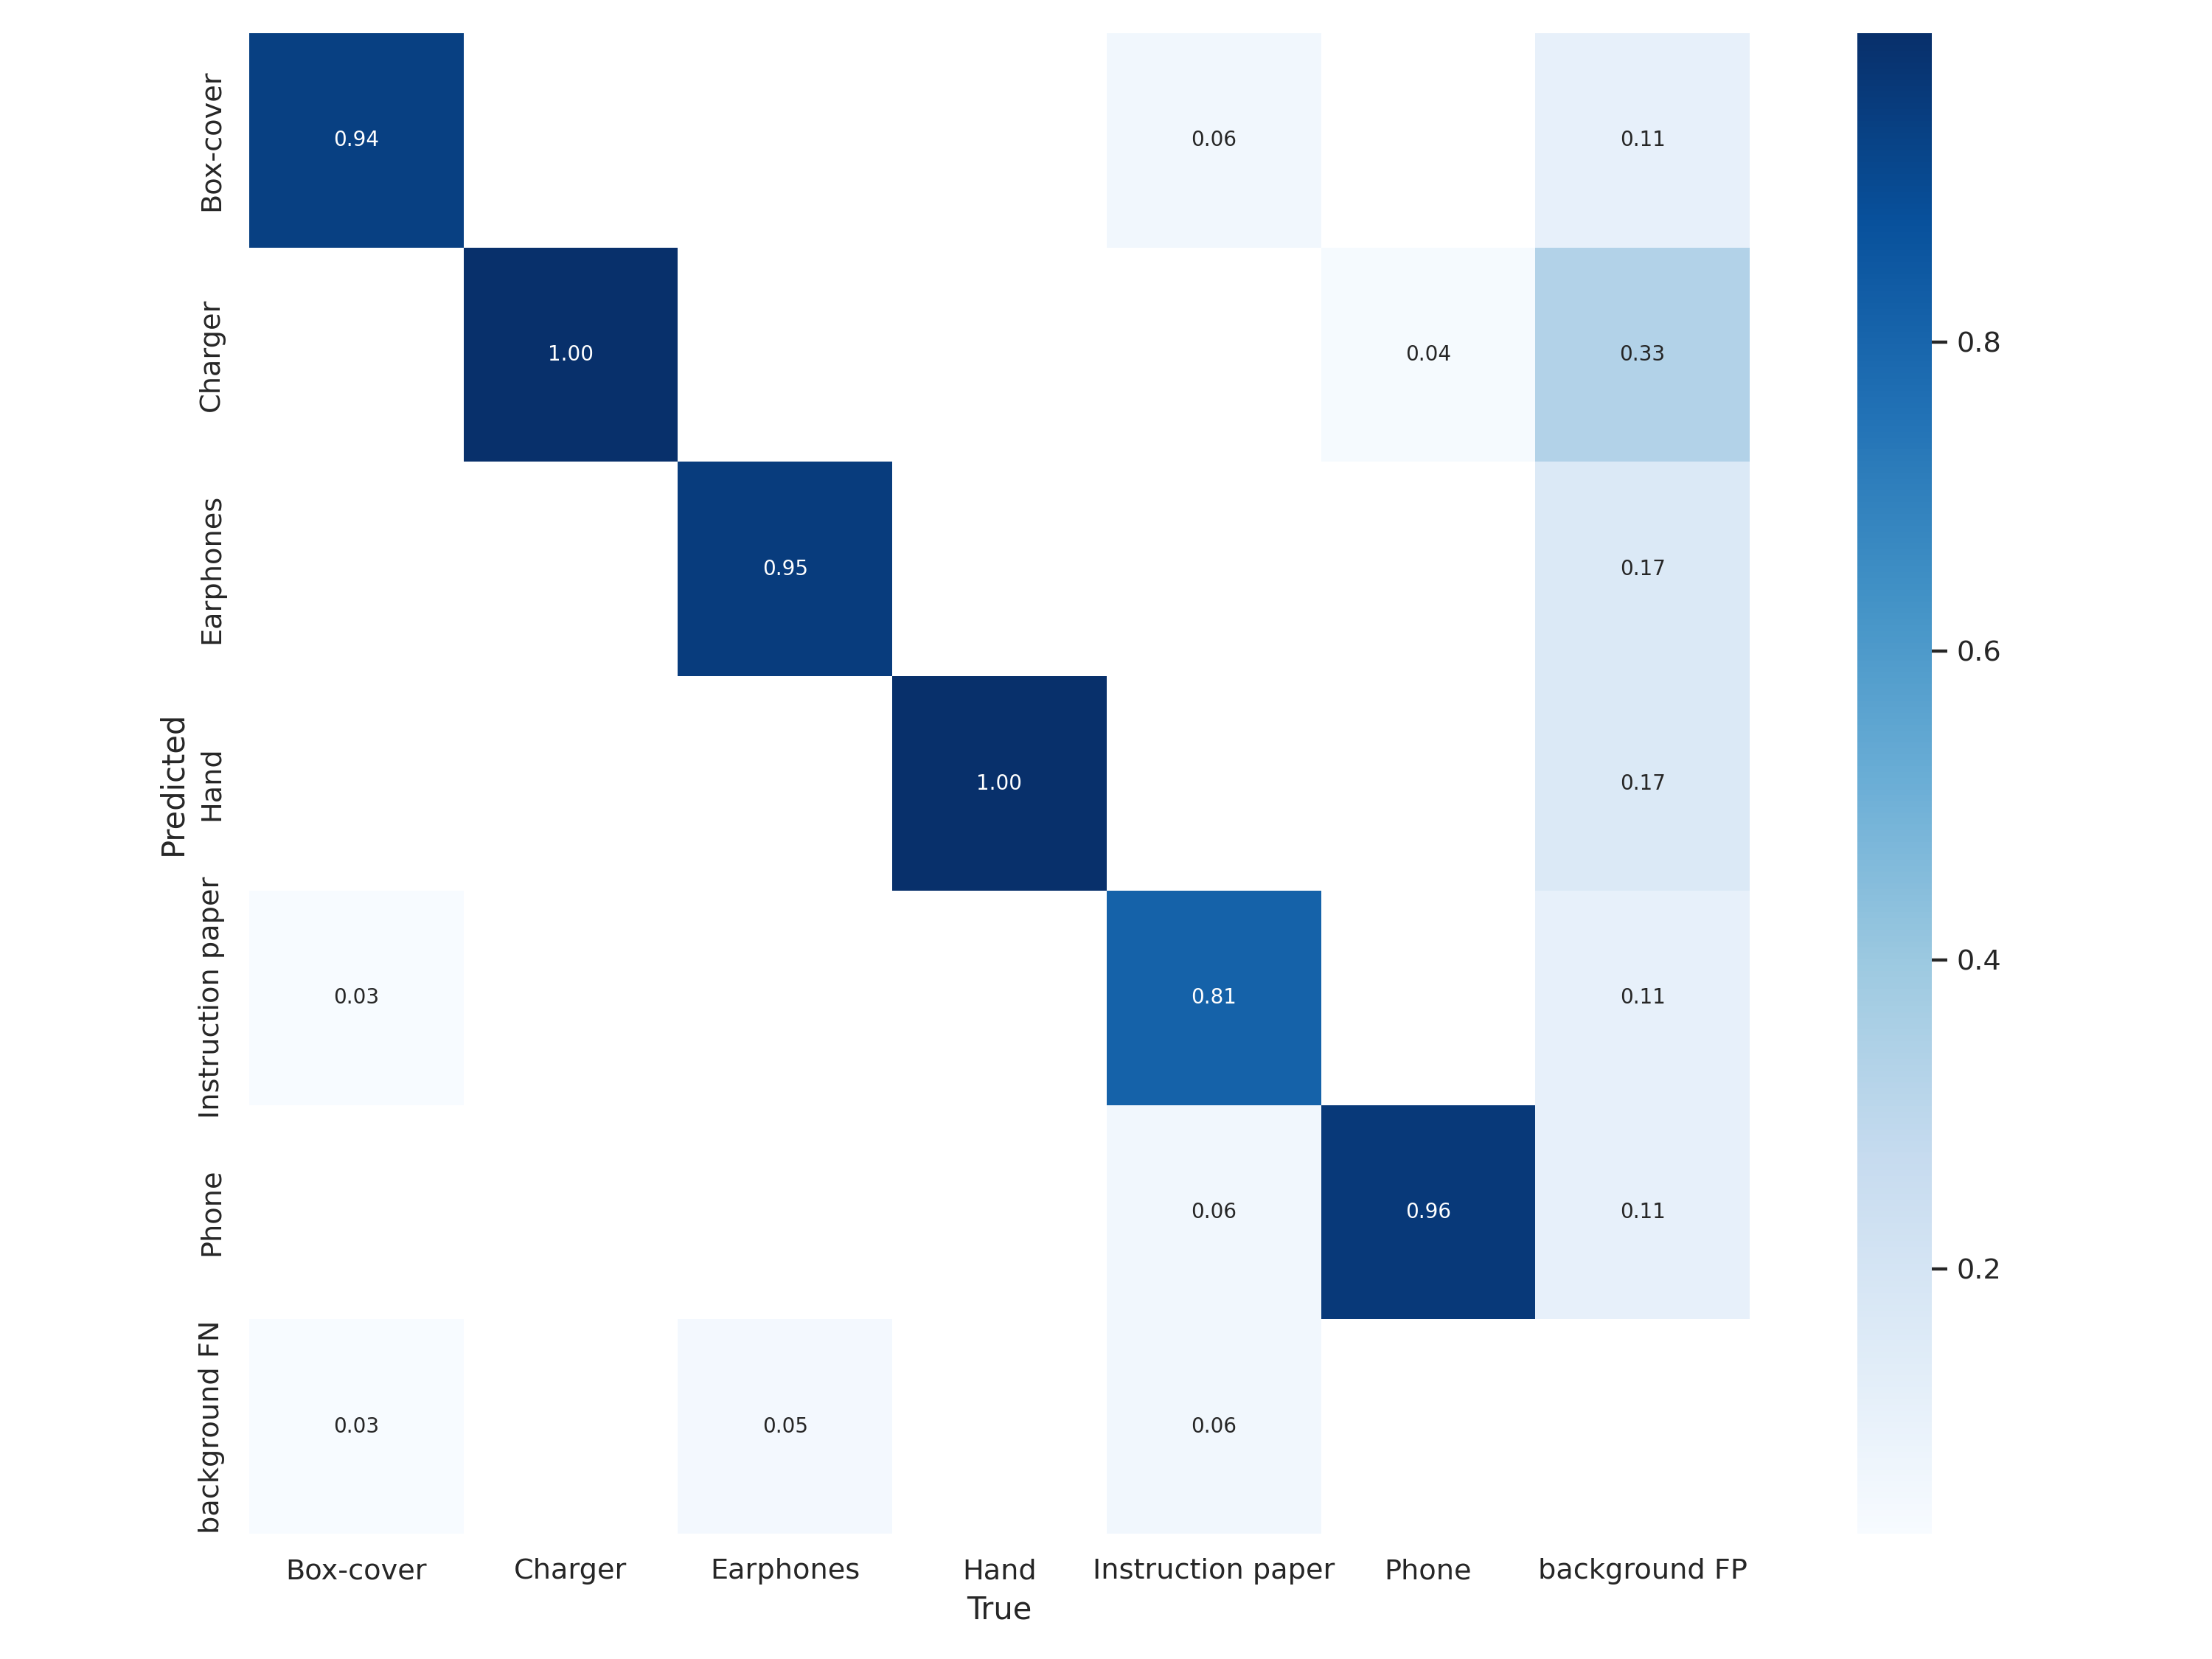 Box-cover
0.94
0.06
0.11
Charger
1.00
0.04
0.33
0.8
Earphones
0.95
0.17
0.6
Predicted
Hand
1.00
0.17
Instruction paper
0.03
0.81
0.11
0.4
Phone
0.06
0.96
0.11
0.2
background FN
0.03
0.05
0.06
Box-cover
Charger
Earphones
Hand
Instruction paper
Phone
background FP
True